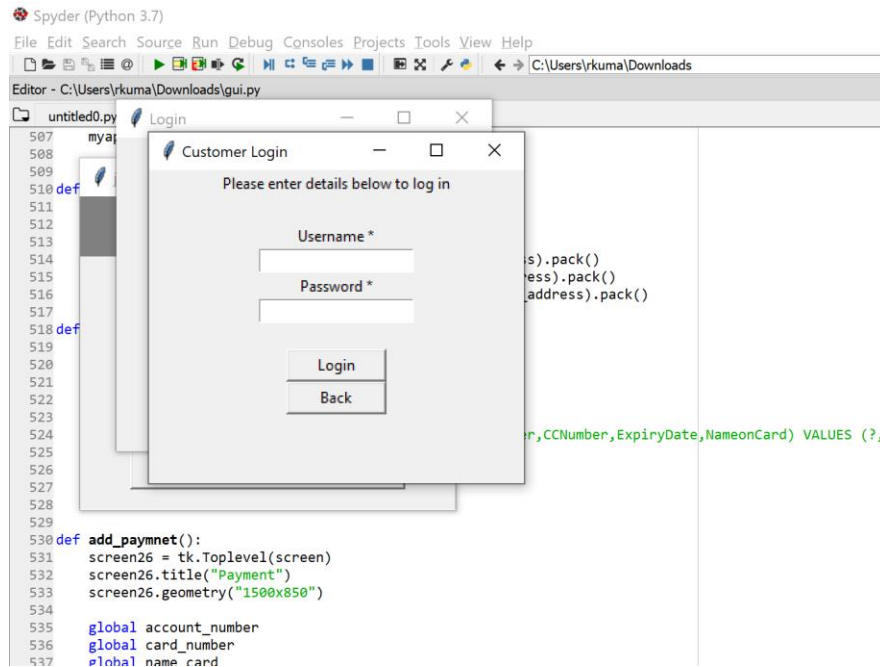 Spyder (Python 3.7)
File Edit Search Source Run Debug Consoles Projects Tools View Help
C:\Users\rkuma\Downloads
Editor - C:\Users\rkuma\Downloads\gui.py
untitled0.py
Login
Customer Login
Please enter details below to log in
Username *
Password *
Login
Back
507
508
509
510 def
511
512
513
514 ss).pack()
515 ress).pack()
516 _address).pack()
517
518 def
519
520
521
522
523
524 er,CCNumber,ExpiryDate,NameonCard) VALUES (?,
525
526
527
528
529
530 def add_paymnet():
531 screen26 = tk.Toplevel(screen)
532 screen26.title("Payment")
533 screen26.geometry("1500x850")
534
535 global account_number
536 global card_number
537 global name_card